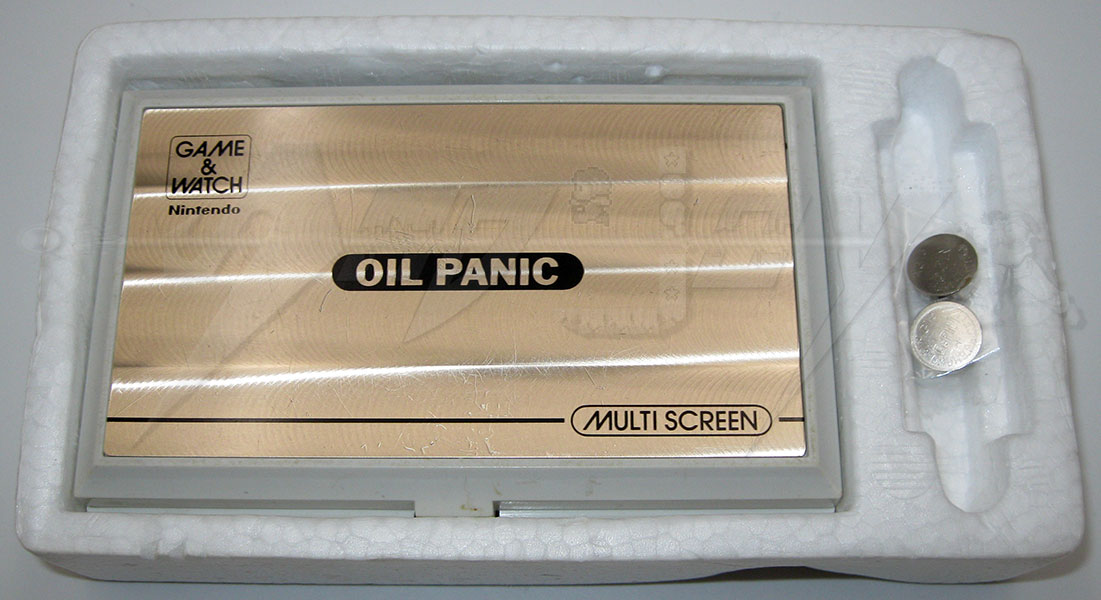 GAME
&
WATCH
Nintendo
OIL PANIC
MULTI SCREEN